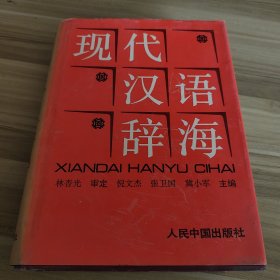 现代
汉语
辞海
XIANDAI HANYU CIHAI
林杏光 审定 倪文杰 张卫国 冀小军 主编
人民中国出版社